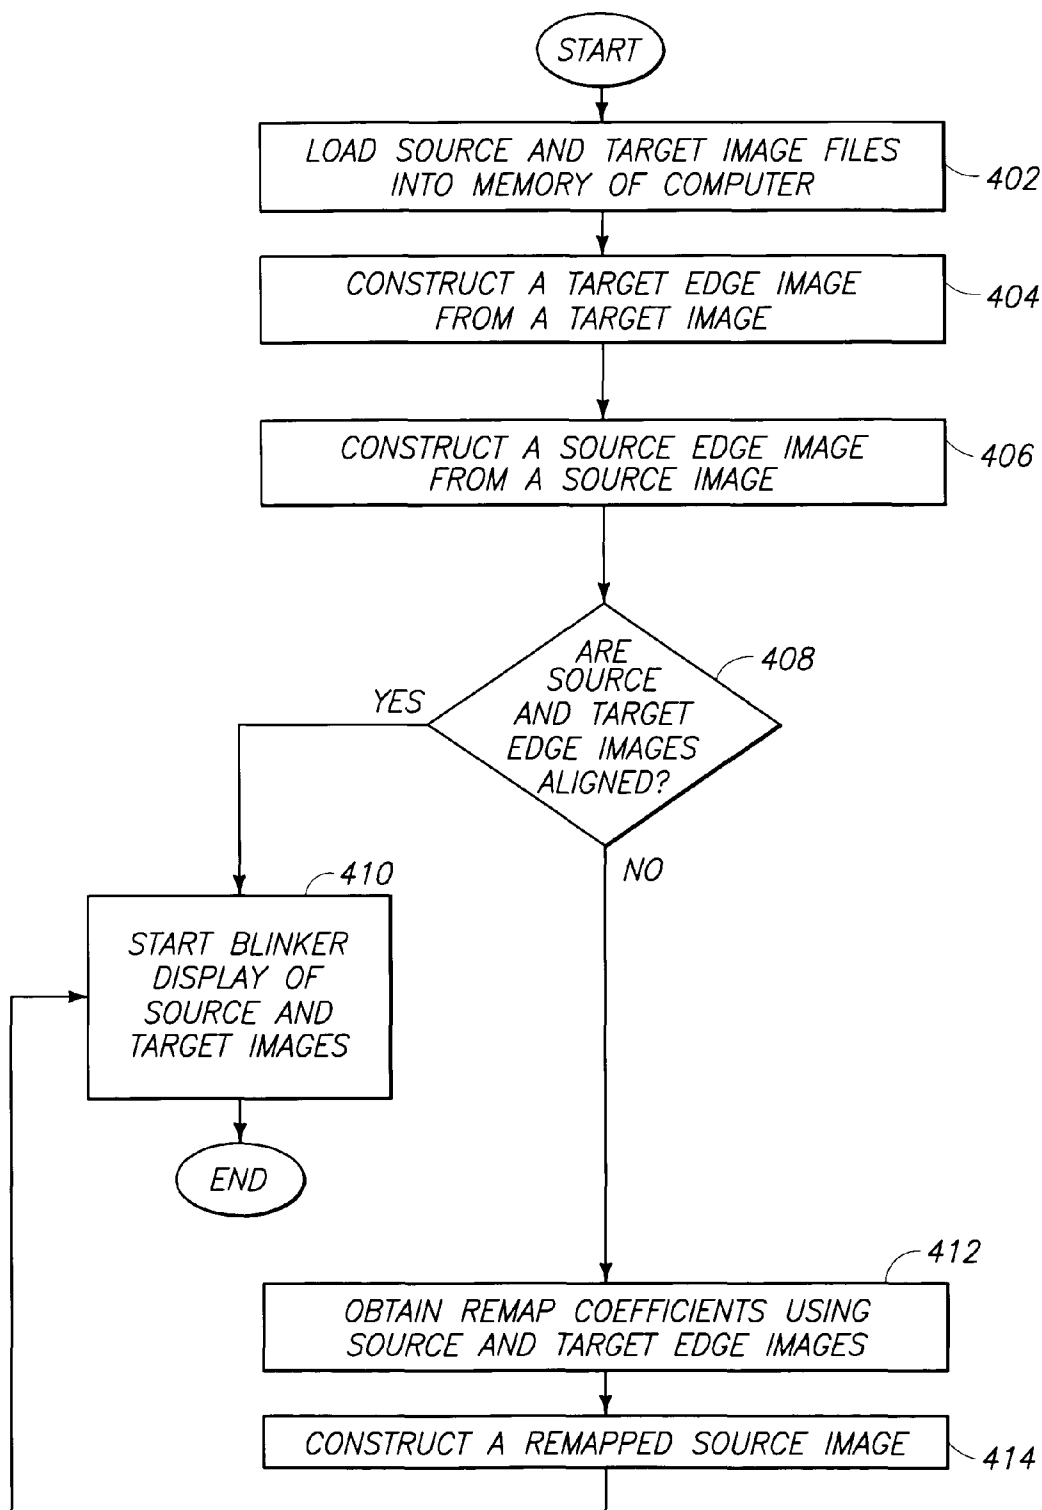 START
LOAD SOURCE AND TARGET IMAGE FILES
INTO MEMORY OF COMPUTER
402
CONSTRUCT A TARGET EDGE IMAGE
FROM A TARGET IMAGE
404
CONSTRUCT A SOURCE EDGE IMAGE
FROM A SOURCE IMAGE
406
ARE
SOURCE
AND TARGET
EDGE IMAGES
ALIGNED?
408
YES
NO
410
START BLINKER
DISPLAY OF
SOURCE AND
TARGET IMAGES
END
412
OBTAIN REMAP COEFFICIENTS USING
SOURCE AND TARGET EDGE IMAGES
CONSTRUCT A REMAPPED SOURCE IMAGE
414